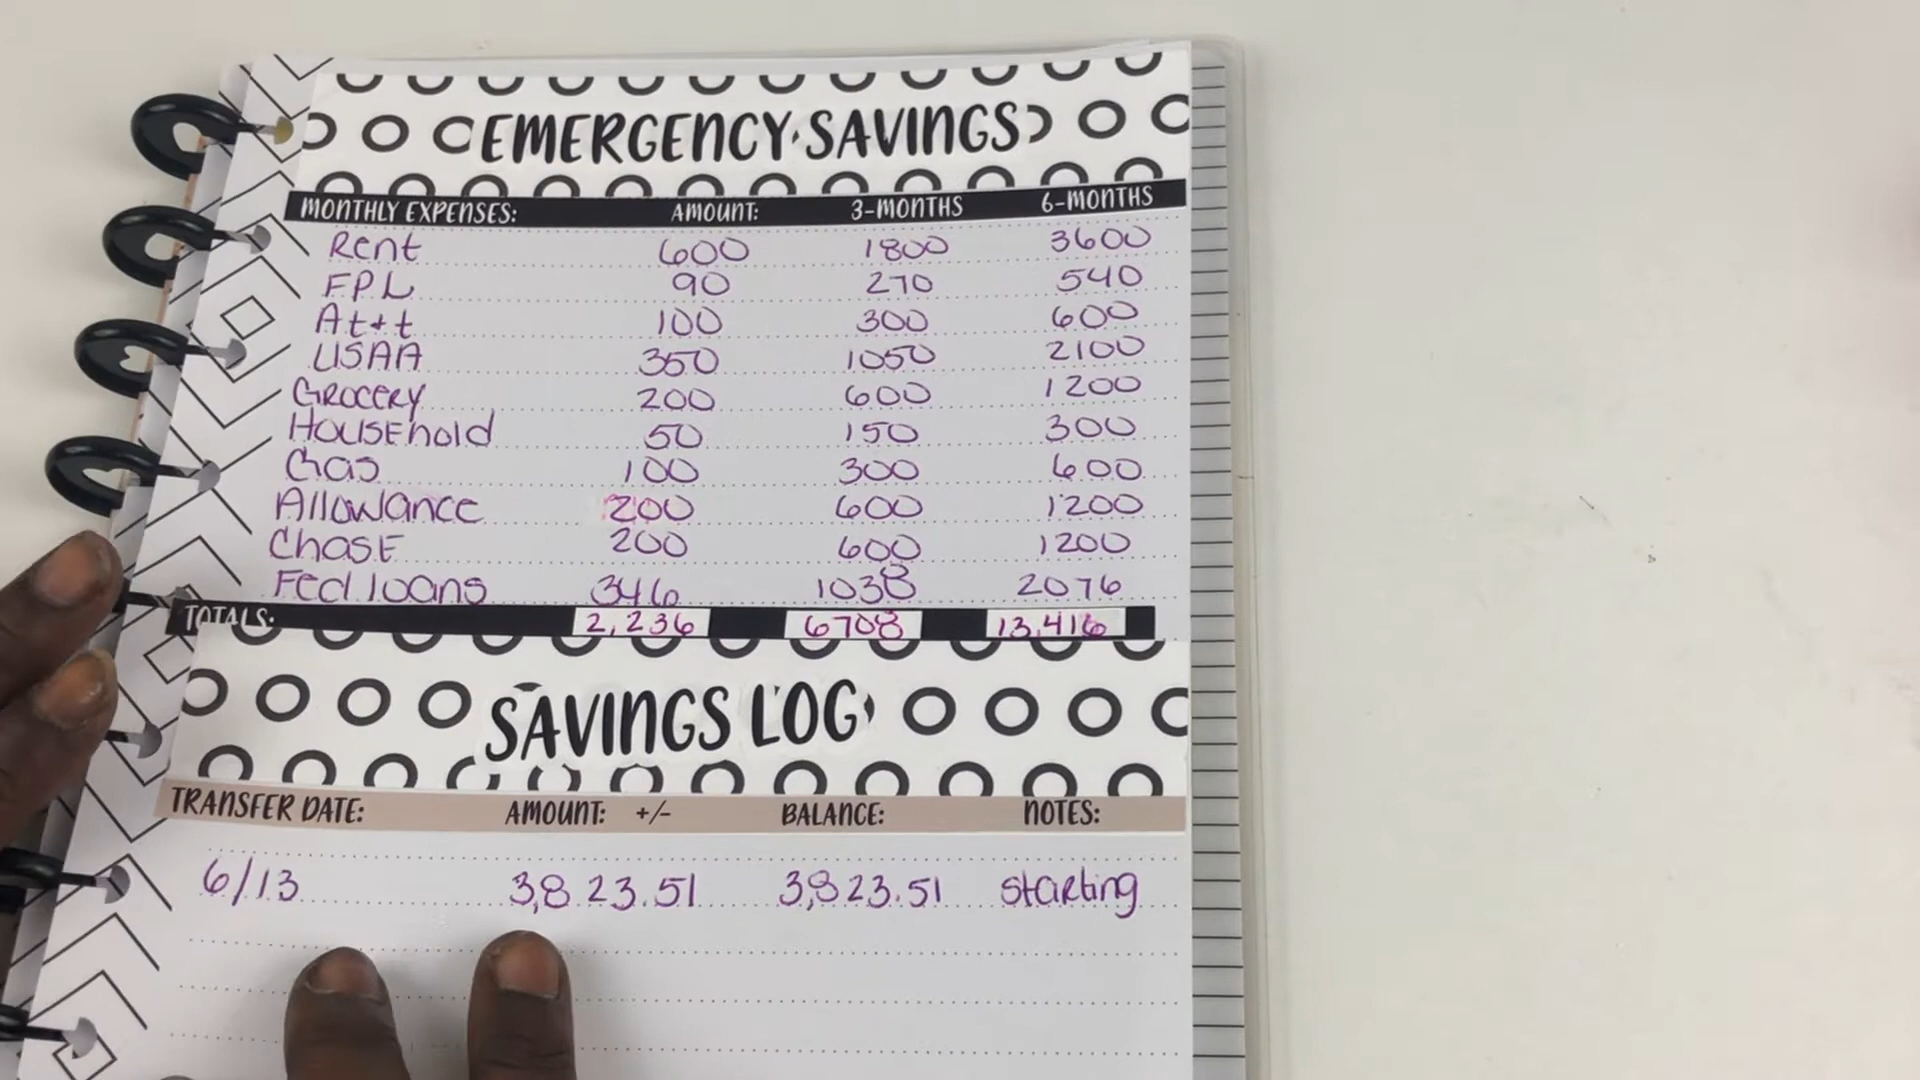 EMERGENCY SAVINGS
MONTHLY EXPENSES: AMOUNT: 3-MONTHS 6-MONTHS
Rent 600 1800 3600
FPL 90 270 540
At&t 100 300 600
USAA 350 1050 2100
Grocery 200 600 1200
Household 50 150 300
Gas 100 300 600
Allowance 200 600 1200
Chase 200 600 1200
Fed loans 346 1038 2076
TOTALS: 2,236 6708 13,416
SAVINGS LOG
TRANSFER DATE: AMOUNT: +/- BALANCE: NOTES:
6/13 3,823.51 3,823.51 starting